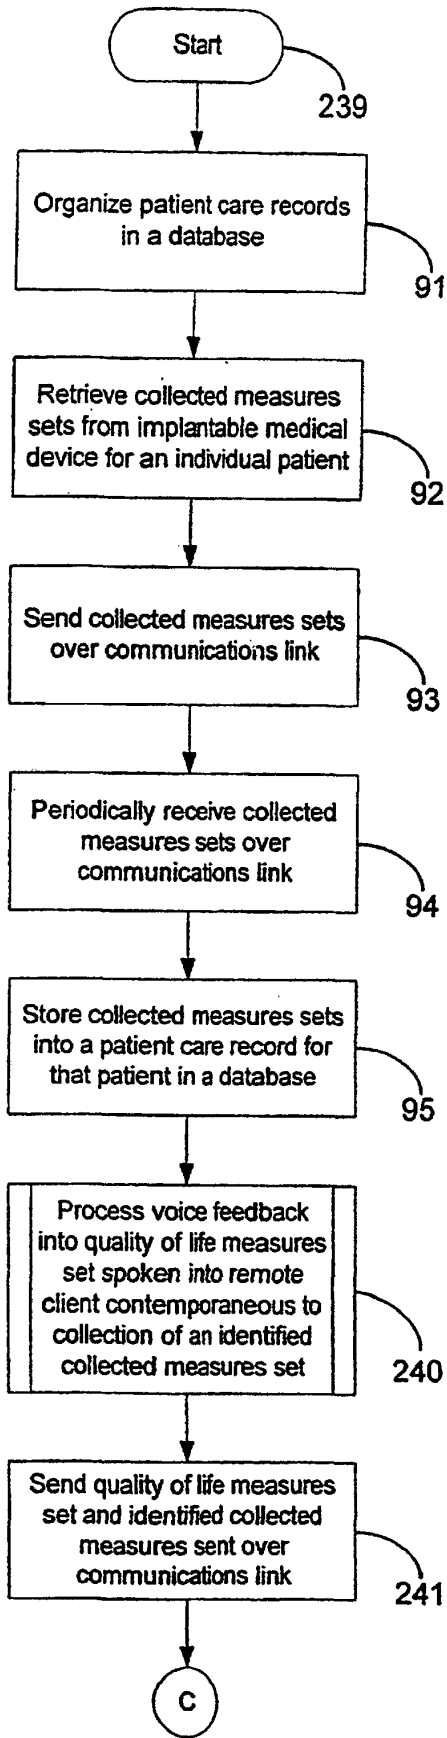 Start
239
Organize patient care records
in a database
91
Retrieve collected measures
sets from implantable medical
device for an individual patient
92
Send collected measures sets
over communications link
93
Periodically receive collected
measures sets over
communications link
94
Store collected measures sets
into a patient care record for
that patient in a database
95
Process voice feedback
into quality of life measures
set spoken into remote
client contemporaneous to
collection of an identified
collected measures set
240
Send quality of life measures
set and identified collected
measures sent over
communications link
241
C